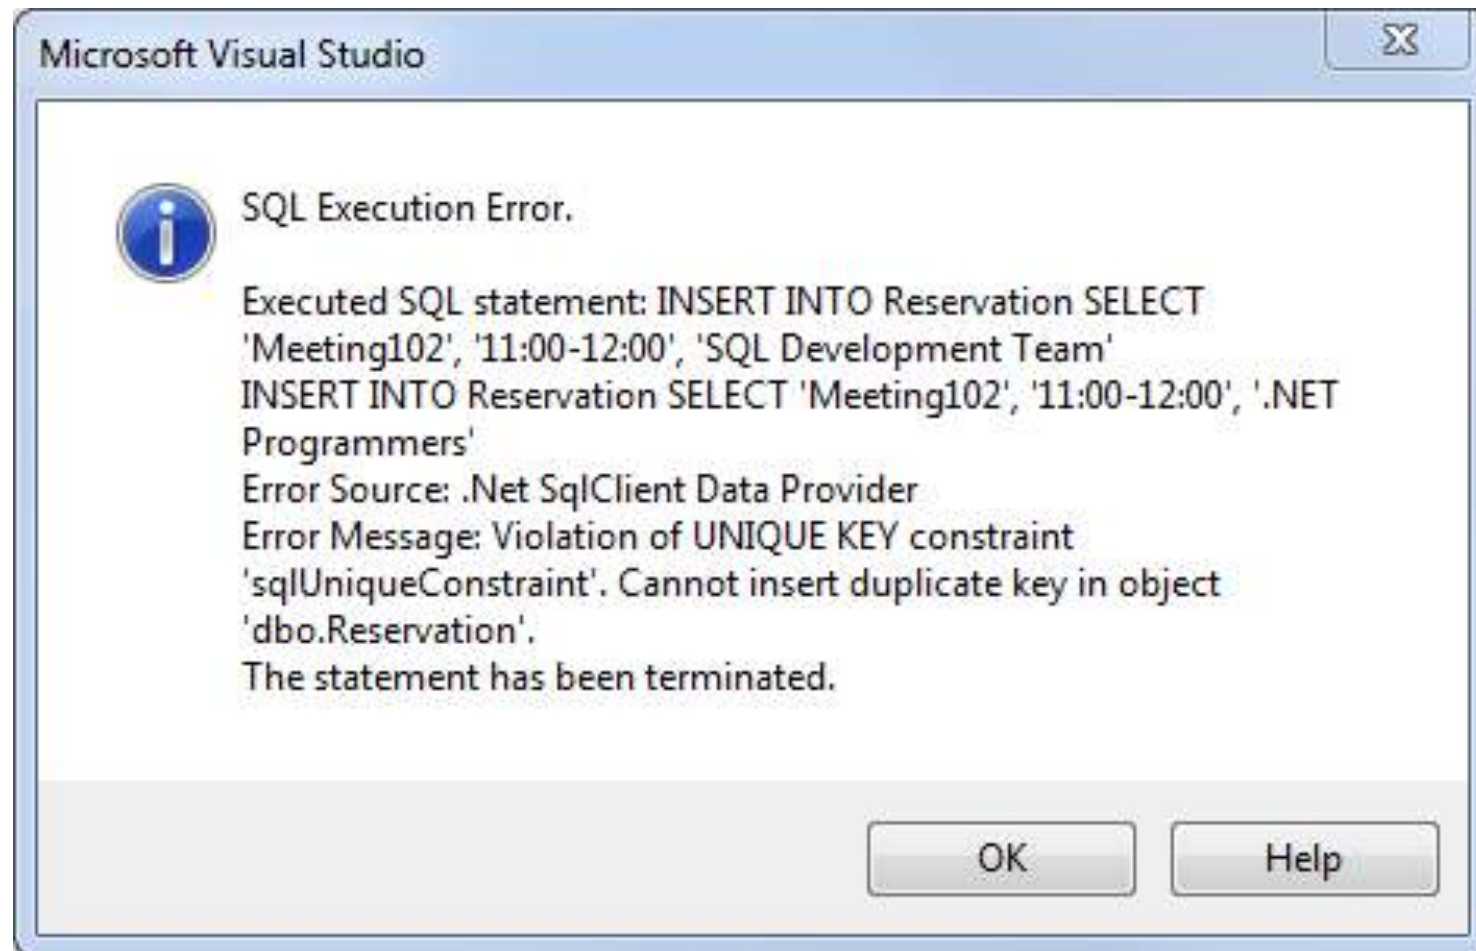 Microsoft Visual Studio
SQL Execution Error.
Executed SQL statement: INSERT INTO Reservation SELECT
'Meeting102', '11:00-12:00', 'SQL Development Team'
INSERT INTO Reservation SELECT 'Meeting102', '11:00-12:00', '.NET
Programmers'
Error Source: .Net SqlClient Data Provider
Error Message: Violation of UNIQUE KEY constraint
'sqlUniqueConstraint'. Cannot insert duplicate key in object
'dbo.Reservation'.
The statement has been terminated.
OK
Help